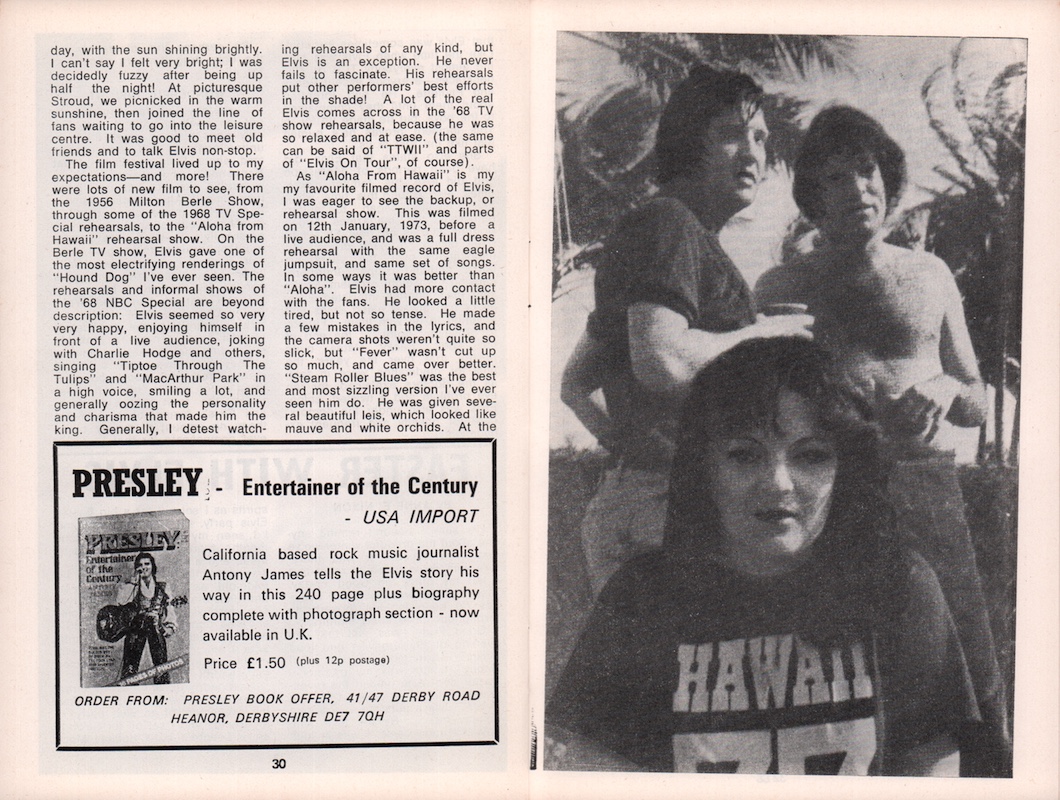 day, with the sun shining brightly.
I can't say I felt very bright; I was
decidedly fuzzy after being up
half the night! At picturesque
Stroud, we picnicked in the warm
sunshine, then joined the line of
fans waiting to go into the leisure
centre. It was good to meet old
friends and to talk Elvis non-stop.
The film festival lived up to my
expectations—and more! There
were lots of new film to see, from
the 1956 Milton Berle Show,
through some of the 1968 TV Spe-
cial rehearsals, to the "Aloha from
Hawaii" rehearsal show. On the
Berle TV show, Elvis gave one of
the most electrifying renderings of
"Hound Dog" I've ever seen. The
rehearsals and informal shows of
the '68 NBC Special are beyond
description: Elvis seemed so very
very happy, enjoying himself in
front of a live audience, joking
with Charlie Hodge and others,
singing "Tiptoe Through The
Tulips" and "MacArthur Park" in
a high voice, smiling a lot, and
generally oozing the personality
and charisma that made him the
king. Generally, I detest watch-
ing rehearsals of any kind, but
Elvis is an exception. He never
fails to fascinate. His rehearsals
put other performers' best efforts
in the shade! A lot of the real
Elvis comes across in the '68 TV
show rehearsals, because he was
so relaxed and at ease. (the same
can be said of "TTWII" and parts
of "Elvis On Tour", of course).
As "Aloha From Hawaii" is my
my favourite filmed record of Elvis,
I was eager to see the backup, or
rehearsal show. This was filmed
on 12th January, 1973, before a
live audience, and was a full dress
rehearsal with the same eagle
jumpsuit, and same set of songs.
In some ways it was better than
"Aloha". Elvis had more contact
with the fans. He looked a little
tired, but not so tense. He made
a few mistakes in the lyrics, and
the camera shots weren't quite so
slick, but "Fever" wasn't cut up
so much, and came over better.
"Steam Roller Blues" was the best
and most sizzling version I've ever
seen him do. He was given seve-
ral beautiful leis, which looked like
mauve and white orchids. At the
PRESLEY - Entertainer of the Century
- USA IMPORT
PRESLEY
Entertainer
of the
Century
PAGES OF PHOTOS
California based rock music journalist
Antony James tells the Elvis story his
way in this 240 page plus biography
complete with photograph section - now
available in U.K.
Price £1.50 (plus 12p postage)
ORDER FROM: PRESLEY BOOK OFFER, 41/47 DERBY ROAD
HEANOR, DERBYSHIRE DE7 7QH
30
HAWAII
77